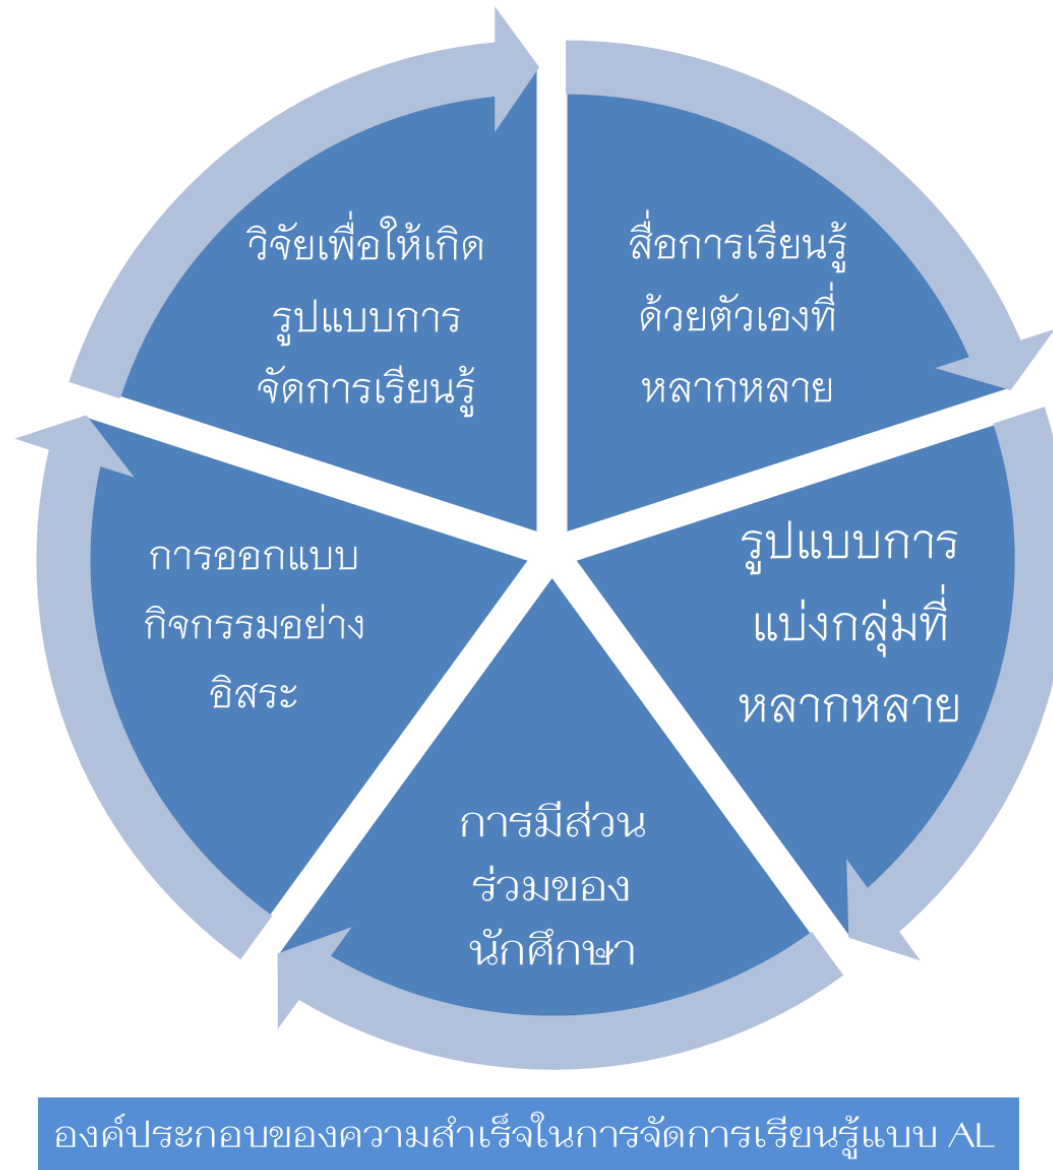 สื่อการเรียนรู้
ด้วยตัวเองที่
หลากหลาย
รูปแบบการ
แบ่งกลุ่มที่
หลากหลาย
การมีส่วน
ร่วมของ
นักศึกษา
การออกแบบ
กิจกรรมอย่าง
อิสระ
วิจัยเพื่อให้เกิด
รูปแบบการ
จัดการเรียนรู้
องค์ประกอบของความสำเร็จในการจัดการเรียนรู้แบบ AL